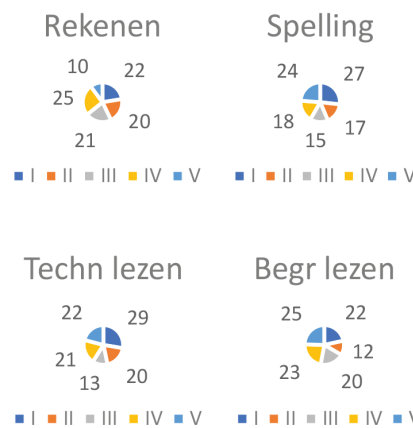 Rekenen
10 22
25 20
21
I II III IV V
Spelling
24 27
18 17
15
I II III IV V
Techn lezen
22 29
21 20
13
I II III IV V
Begr lezen
25 22
12
23 20
I II III IV V